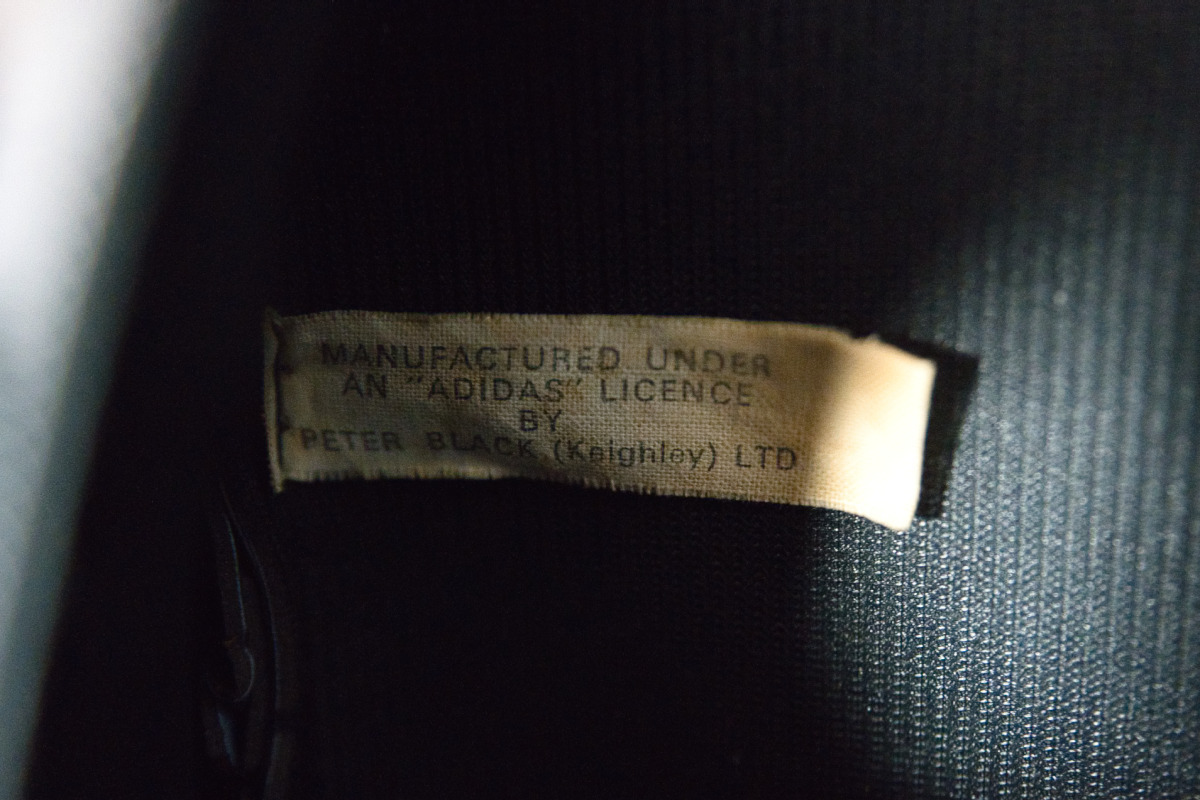 MANUFACTURED UNDER
AN "ADIDAS" LICENCE
BY
PETER BLACK (Keighley) LTD